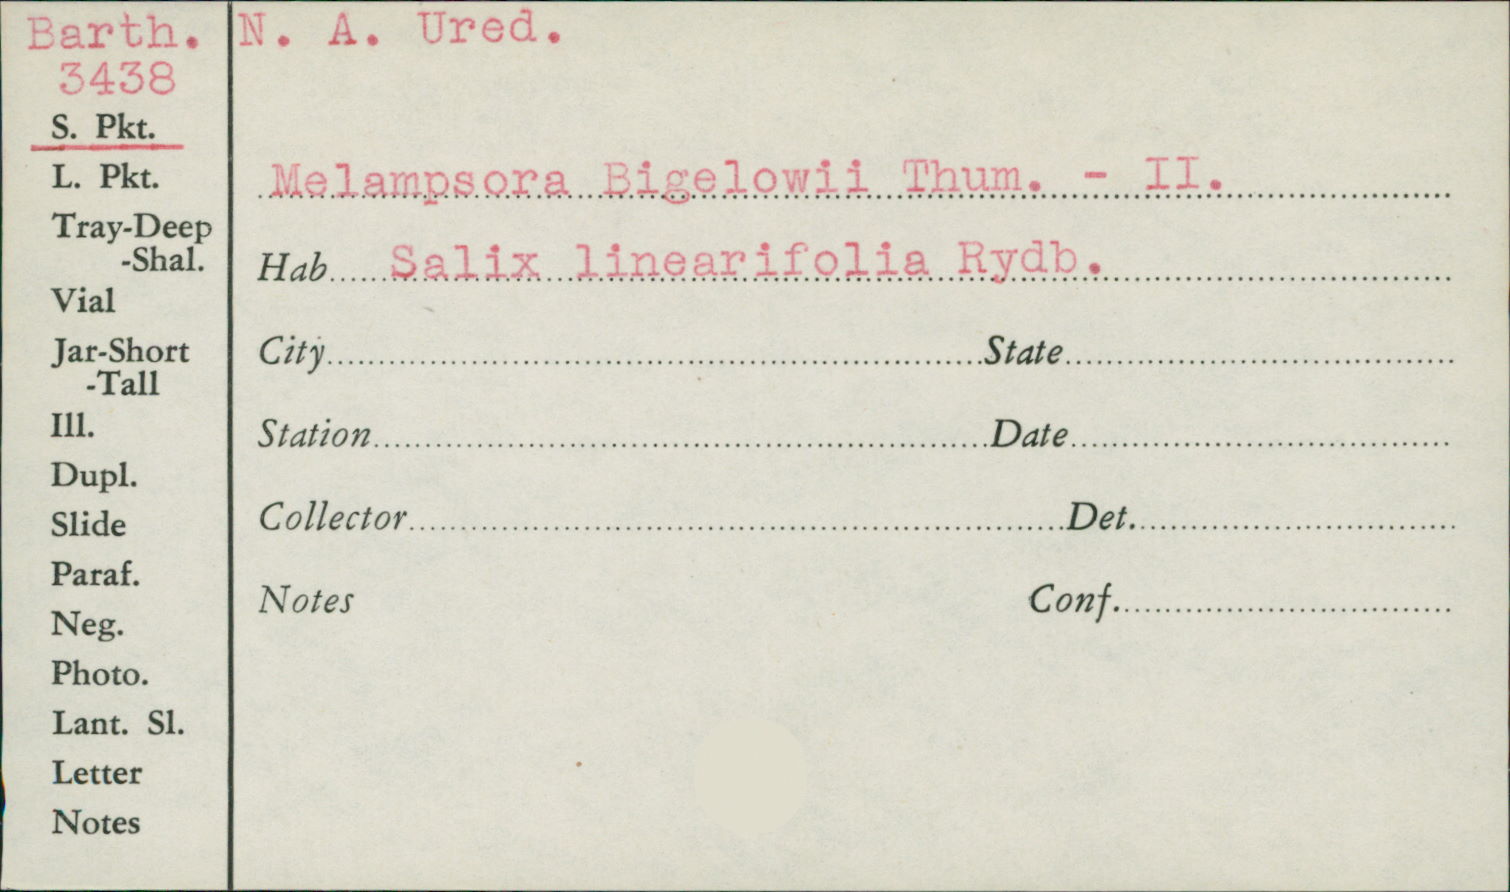 Barth. N. A. Ured.
3438
S. Pkt.
L. Pkt.
Tray-Deep
-Shal.
Vial
Jar-Short
-Tall
Ill.
Dupl.
Slide
Paraf.
Neg.
Photo.
Lant. Sl.
Letter
Notes
Melampsora Bigelowii Thum. - II.
Hab. Salix linearifolia Rydb.
City State
Station Date
Collector Det.
Notes Conf.